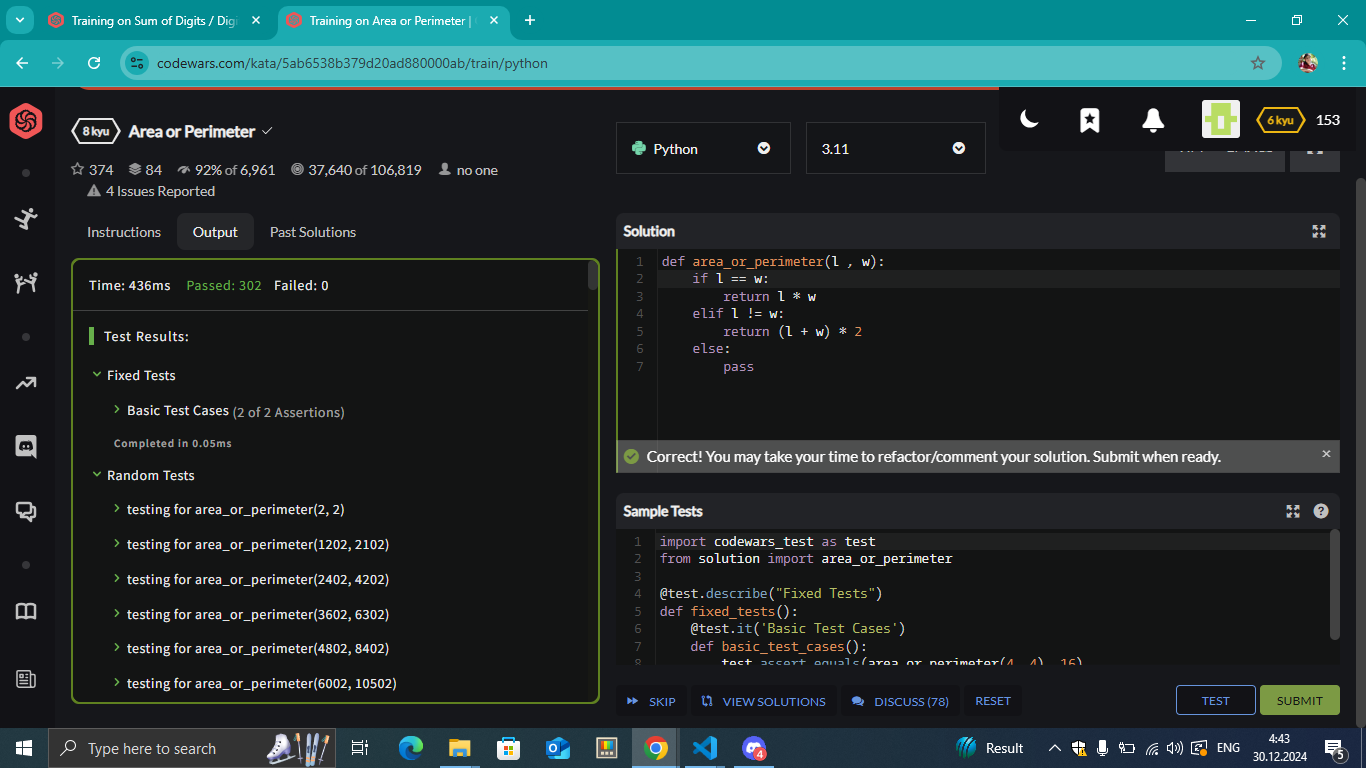 Training on Sum of Digits / Digi
Training on Area or Perimeter |
codewars.com/kata/5ab6538b379d20ad880000ab/train/python
8 kyu
Area or Perimeter
6 kyu
153
374
84
92% of 6,961
37,640 of 106,819
no one
4 Issues Reported
Python
3.11
Instructions
Output
Past Solutions
Time: 436ms Passed: 302 Failed: 0
Test Results:
Fixed Tests
Basic Test Cases (2 of 2 Assertions)
Completed in 0.05ms
Random Tests
testing for area_or_perimeter(2, 2)
testing for area_or_perimeter(1202, 2102)
testing for area_or_perimeter(2402, 4202)
testing for area_or_perimeter(3602, 6302)
testing for area_or_perimeter(4802, 8402)
testing for area_or_perimeter(6002, 10502)
Solution
1 def area_or_perimeter(l , w):
2 if l == w:
3 return l * w
4 elif l != w:
5 return (l + w) * 2
6 else:
7 pass
Correct! You may take your time to refactor/comment your solution. Submit when ready.
Sample Tests
1 import codewars_test as test
2 from solution import area_or_perimeter
3
4 @test.describe("Fixed Tests")
5 def fixed_tests():
6 @test.it('Basic Test Cases')
7 def basic_test_cases():
8 test.assert_equals(area_or_perimeter(4, 4), 16)
SKIP
VIEW SOLUTIONS
DISCUSS (78)
RESET
TEST
SUBMIT
Type here to search
4
Result
ENG
4:43
30.12.2024
5